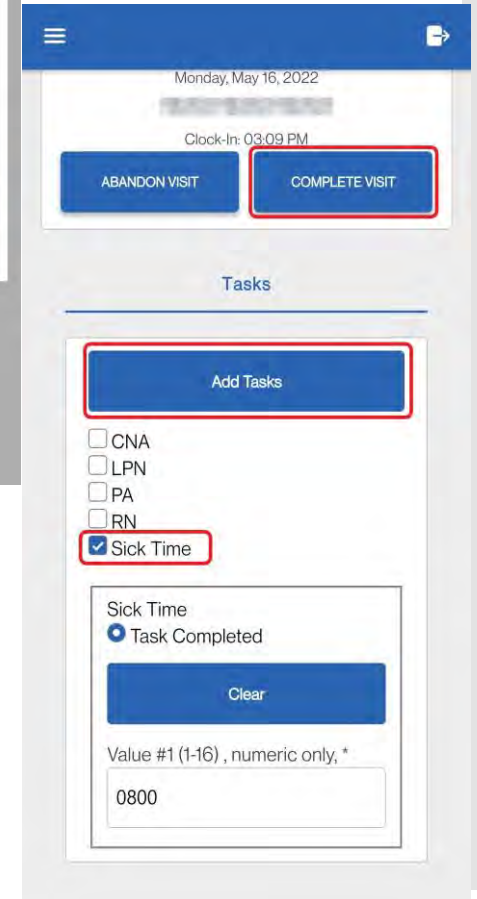 Monday, May 16, 2022
Clock-In: 03:09 PM
ABANDON VISIT COMPLETE VISIT
Tasks
Add Tasks
CNA
LPN
PA
RN
Sick Time
Sick Time
Task Completed
Clear
Value #1 (1-16) , numeric only, *
0800